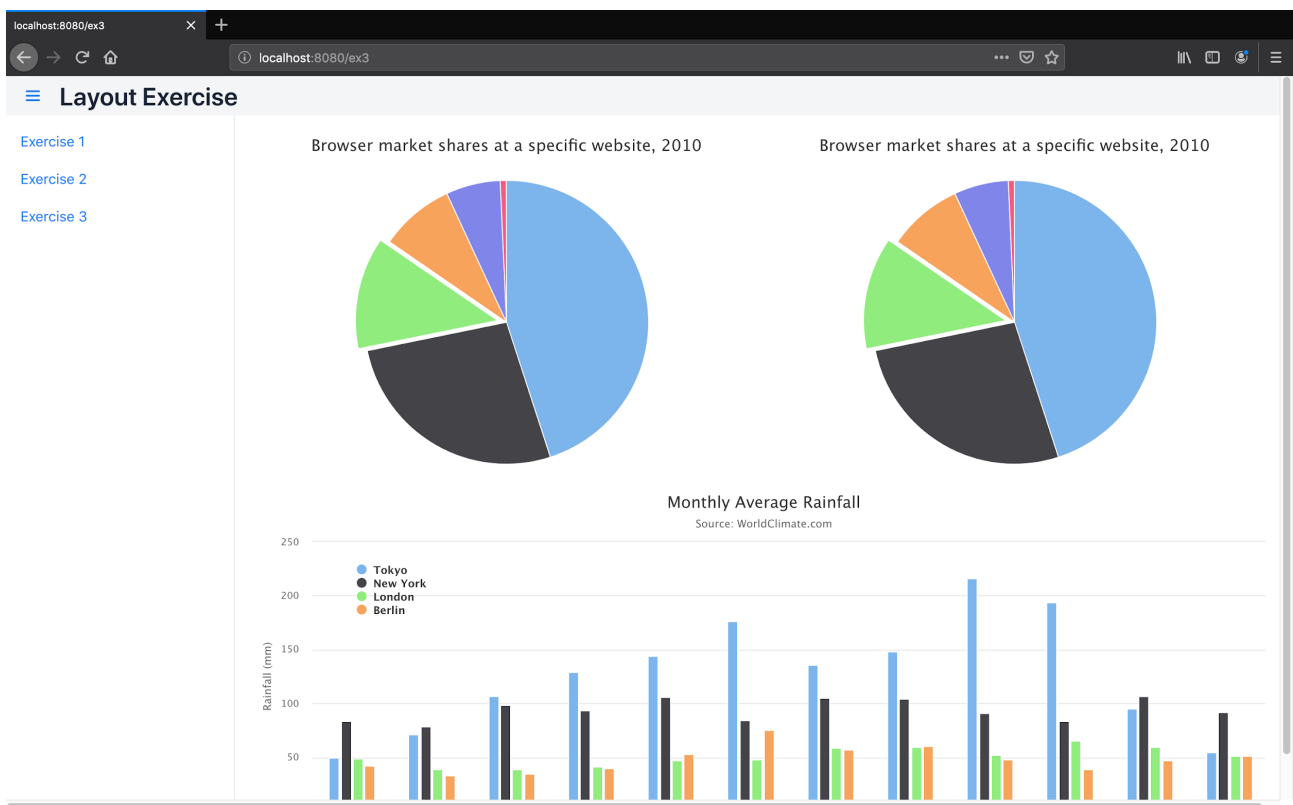 localhost:8080/ex3
localhost:8080/ex3
Layout Exercise
Exercise 1
Exercise 2
Exercise 3
Browser market shares at a specific website, 2010
Browser market shares at a specific website, 2010
Monthly Average Rainfall
Source: WorldClimate.com
250
200
150
100
50
Rainfall (mm)
Tokyo
New York
London
Berlin